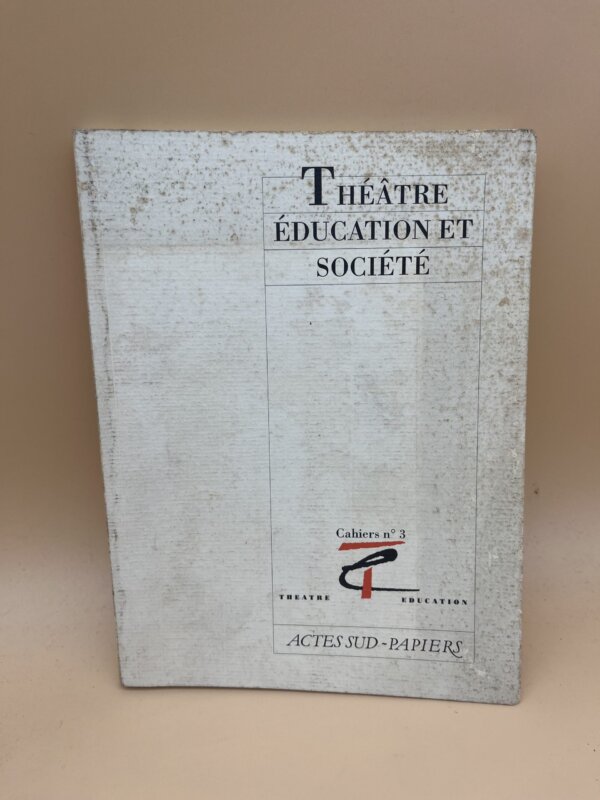 THÉÂTRE
ÉDUCATION ET
SOCIÉTÉ
Cahiers n° 3
THEATRE EDUCATION
ACTES SUD-PAPIERS